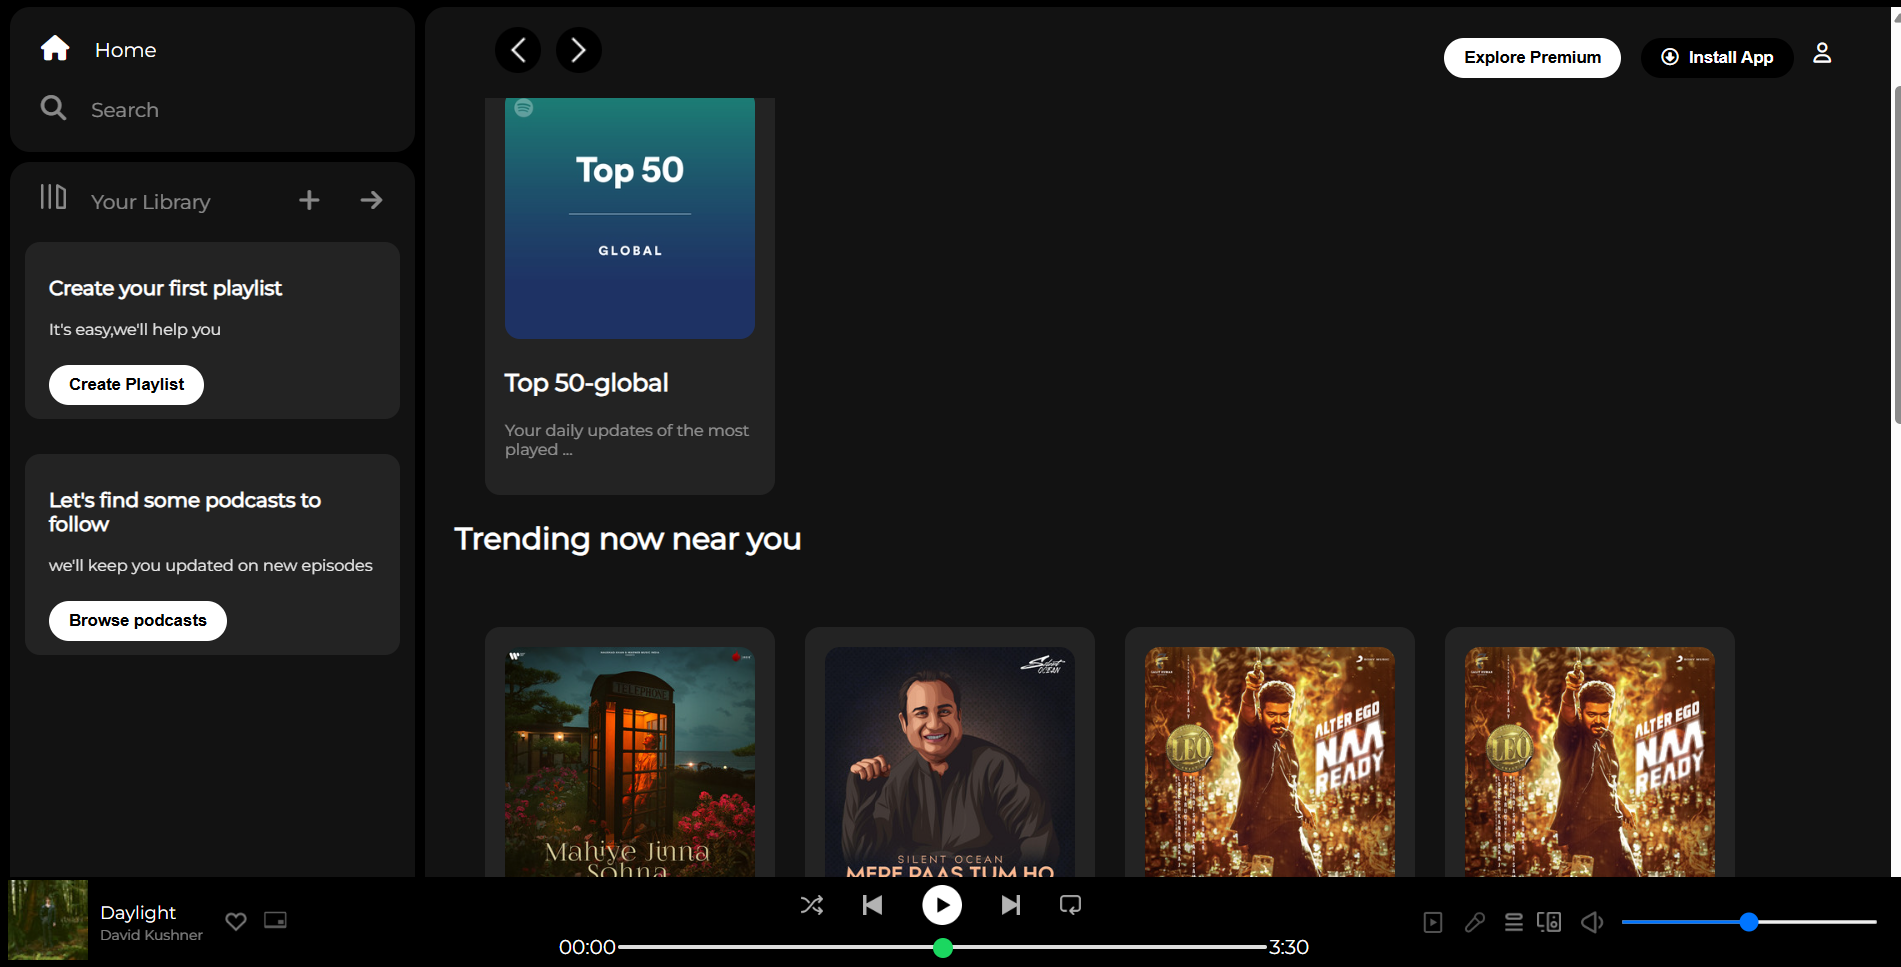 Home
Search
Your Library
Create your first playlist
It's easy,we'll help you
Create Playlist
Let's find some podcasts to
follow
we'll keep you updated on new episodes
Browse podcasts
Explore Premium
Install App
Top 50
GLOBAL
Top 50-global
Your daily updates of the most
played ...
Trending now near you
TELEPHONE
Mahiye Jinna
Sohna
Silent
OCEAN
SILENT OCEAN
MERE PAAS TUM HO
LEO
ALTER EGO
NAA
READY
LEO
ALTER EGO
NAA
READY
Daylight
David Kushner
00:00
3:30